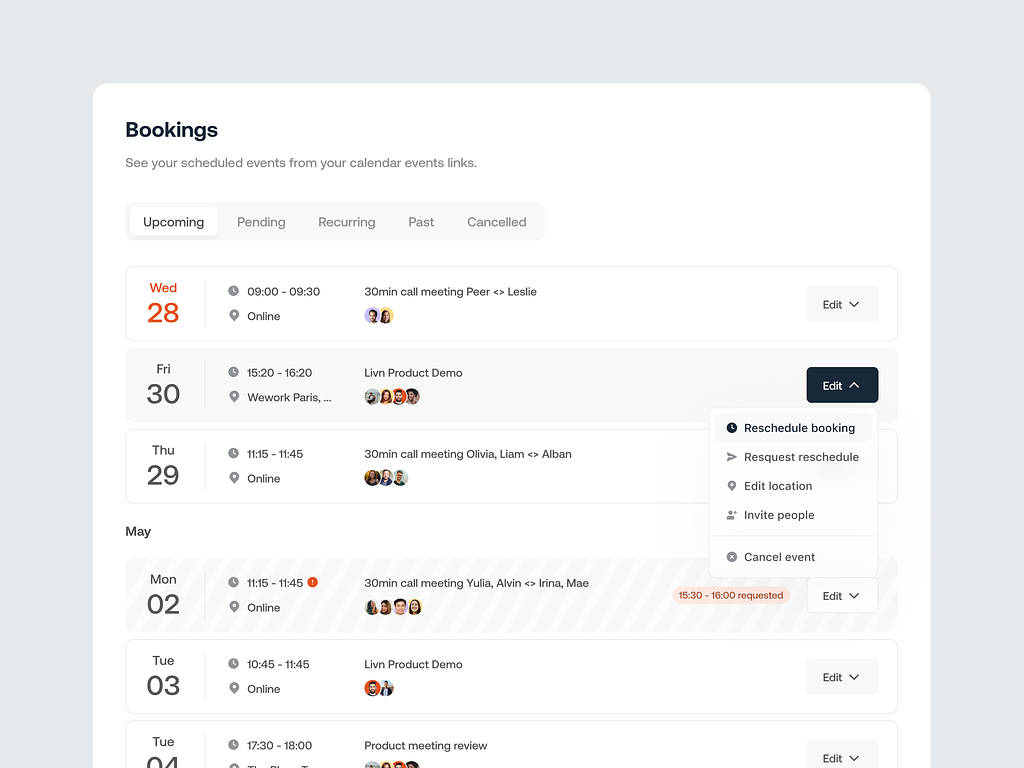 Bookings
See your scheduled events from your calendar events links.
Upcoming Pending Recurring Past Cancelled
Wed
28
09:00 - 09:30
Online
30min call meeting Peer <> Leslie
Edit
Fri
30
15:20 - 16:20
Wework Paris, ...
Livn Product Demo
Edit
Reschedule booking
Resquest reschedule
Edit location
Invite people
Cancel event
Thu
29
11:15 - 11:45
Online
30min call meeting Olivia, Liam <> Alban
May
Mon
02
11:15 - 11:45
Online
30min call meeting Yulia, Alvin <> Irina, Mae
15:30 - 16:00 requested
Edit
Tue
03
10:45 - 11:45
Online
Livn Product Demo
Edit
Tue
04
17:30 - 18:00
Product meeting review
Edit